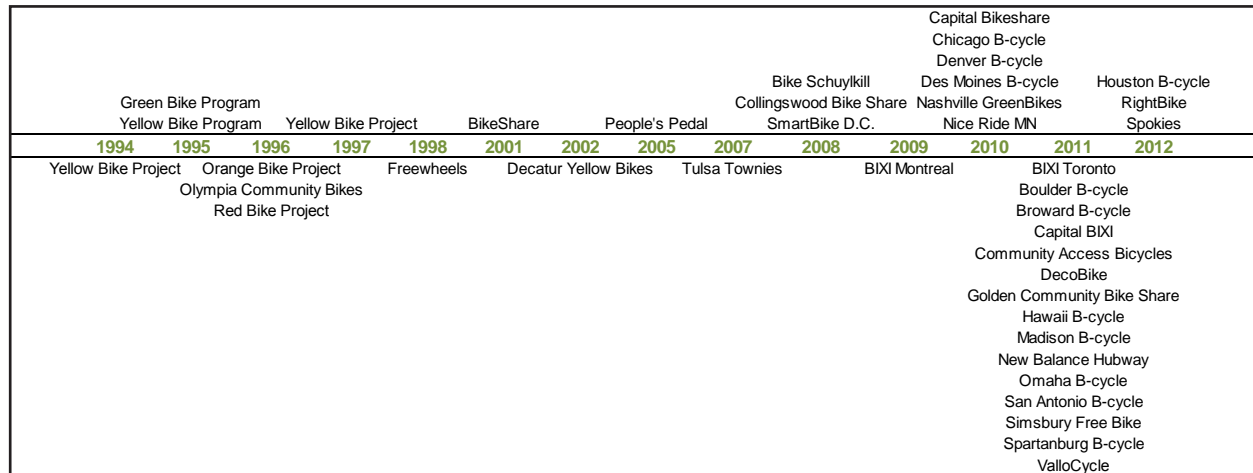 Capital Bikeshare
Chicago B-cycle
Denver B-cycle
Bike Schuylkill Des Moines B-cycle Houston B-cycle
Green Bike Program Collingswood Bike Share Nashville GreenBikes RightBike
Yellow Bike Program Yellow Bike Project BikeShare People's Pedal SmartBike D.C. Nice Ride MN Spokies
1994 1995 1996 1997 1998 2001 2002 2005 2007 2008 2009 2010 2011 2012
Yellow Bike Project Orange Bike Project Freewheels Decatur Yellow Bikes Tulsa Townies BIXI Montreal BIXI Toronto
Olympia Community Bikes Boulder B-cycle
Red Bike Project Broward B-cycle
Capital BIXI
Community Access Bicycles
DecoBike
Golden Community Bike Share
Hawaii B-cycle
Madison B-cycle
New Balance Hubway
Omaha B-cycle
San Antonio B-cycle
Simsbury Free Bike
Spartanburg B-cycle
ValloCycle